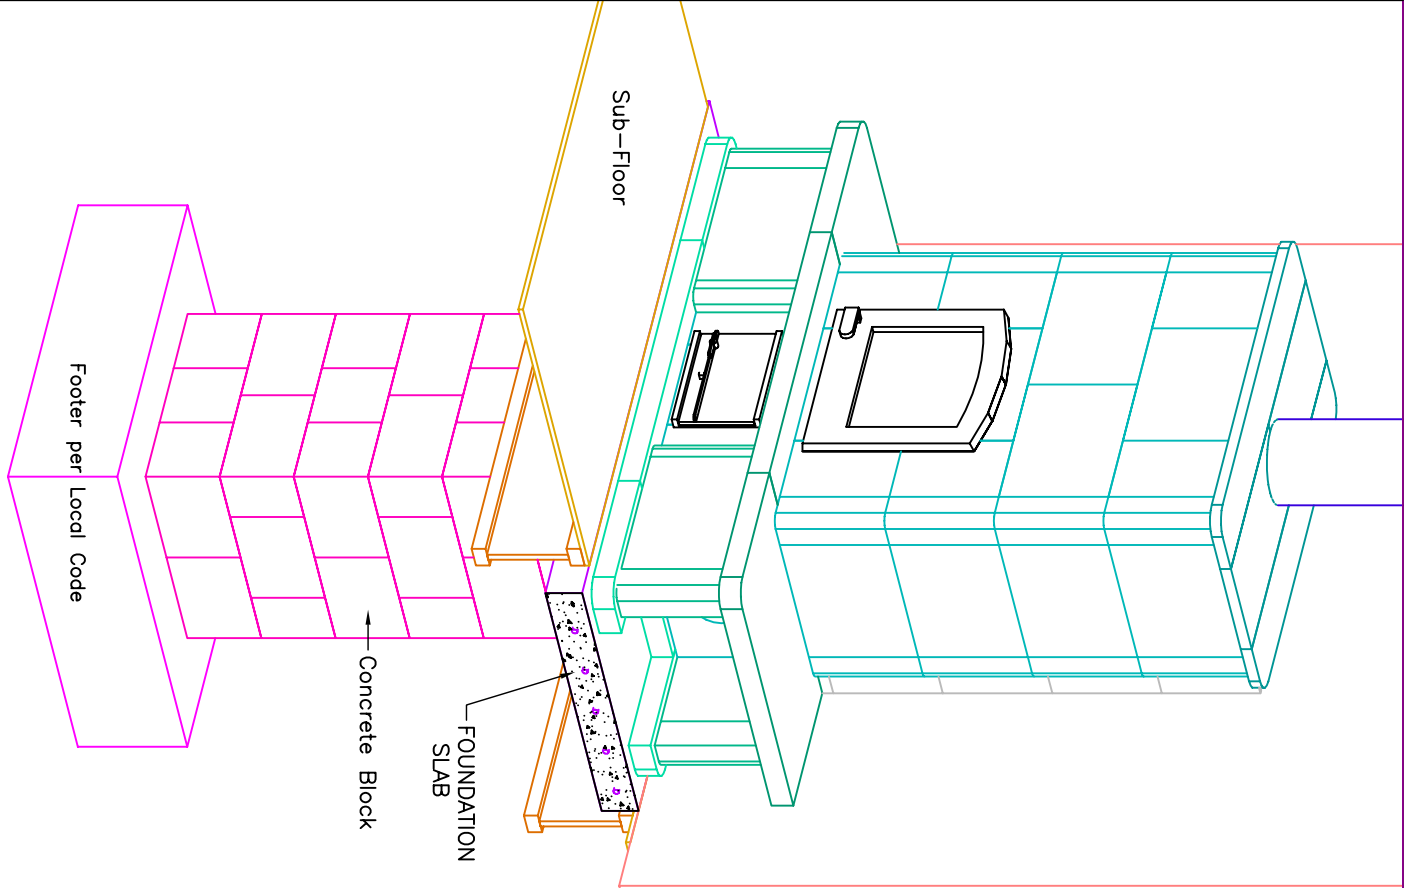 Sub-Floor
FOUNDATION
SLAB
Concrete Block
Footer per Local Code